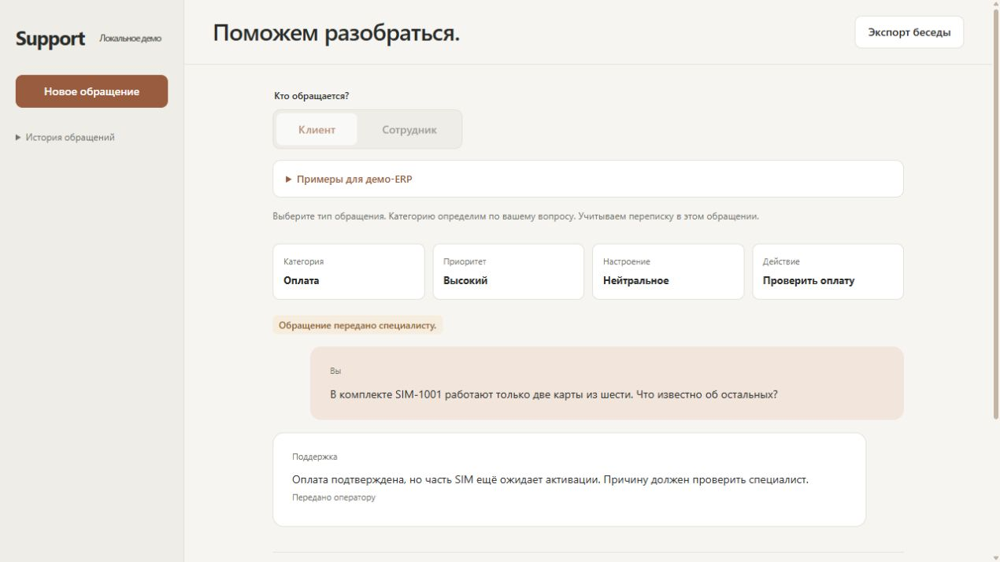 Support
Локальное демо
Новое обращение
История обращений
Поможем разобраться.
Экспорт беседы
Кто обращается?
Клиент
Сотрудник
Примеры для демо-ERP
Выберите тип обращения. Категорию определим по вашему вопросу. Учитываем переписку в этом обращении.
Категория
Оплата
Приоритет
Высокий
Настроение
Нейтральное
Действие
Проверить оплату
Обращение передано специалисту.
Вы
В комплекте SIM-1001 работают только две карты из шести. Что известно об остальных?
Поддержка
Оплата подтверждена, но часть SIM ещё ожидает активации. Причину должен проверить специалист.
Передано оператору